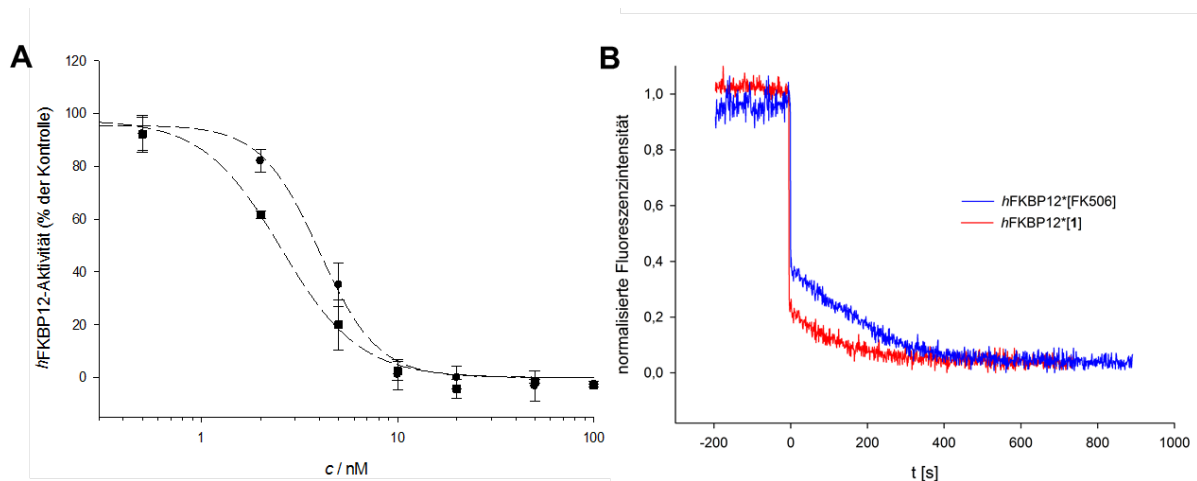 A
hFKBP12-Aktivität (% der Kontrolle)
120
100
80
60
40
20
0
1
10
100
c / nM
B
normalisierte Fluoreszenzintensität
1,0
0,8
0,6
0,4
0,2
0,0
hFKBP12*[FK506]
hFKBP12*[1]
-200
0
200
400
600
800
1000
t [s]